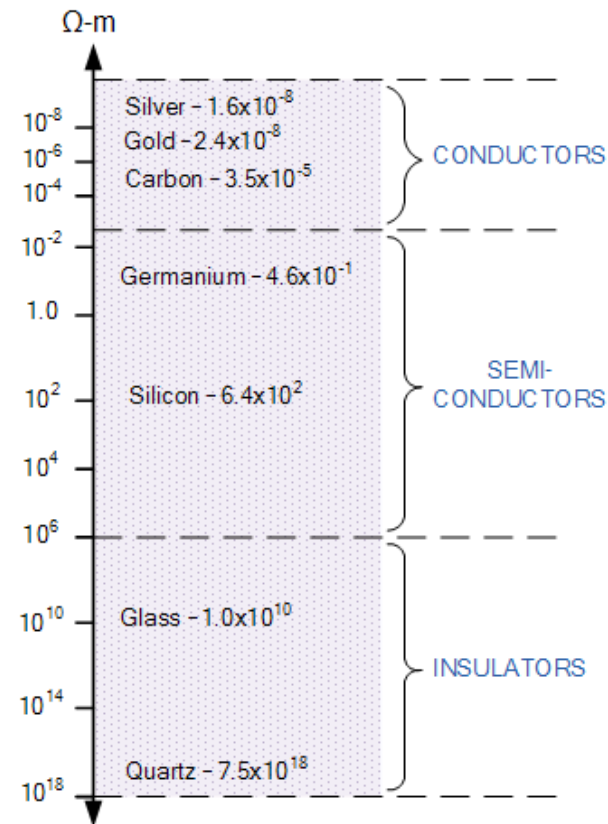 Ω-m
Silver – 1.6x10⁻⁸
10⁻⁸
Gold – 2.4x10⁻⁸
10⁻⁶
CONDUCTORS
Carbon – 3.5x10⁻⁵
10⁻⁴
10⁻²
Germanium – 4.6x10⁻¹
1.0
SEMI-
CONDUCTORS
Silicon – 6.4x10²
10²
10⁴
10⁶
Glass – 1.0x10¹⁰
10¹⁰
INSULATORS
10¹⁴
Quartz – 7.5x10¹⁸
10¹⁸